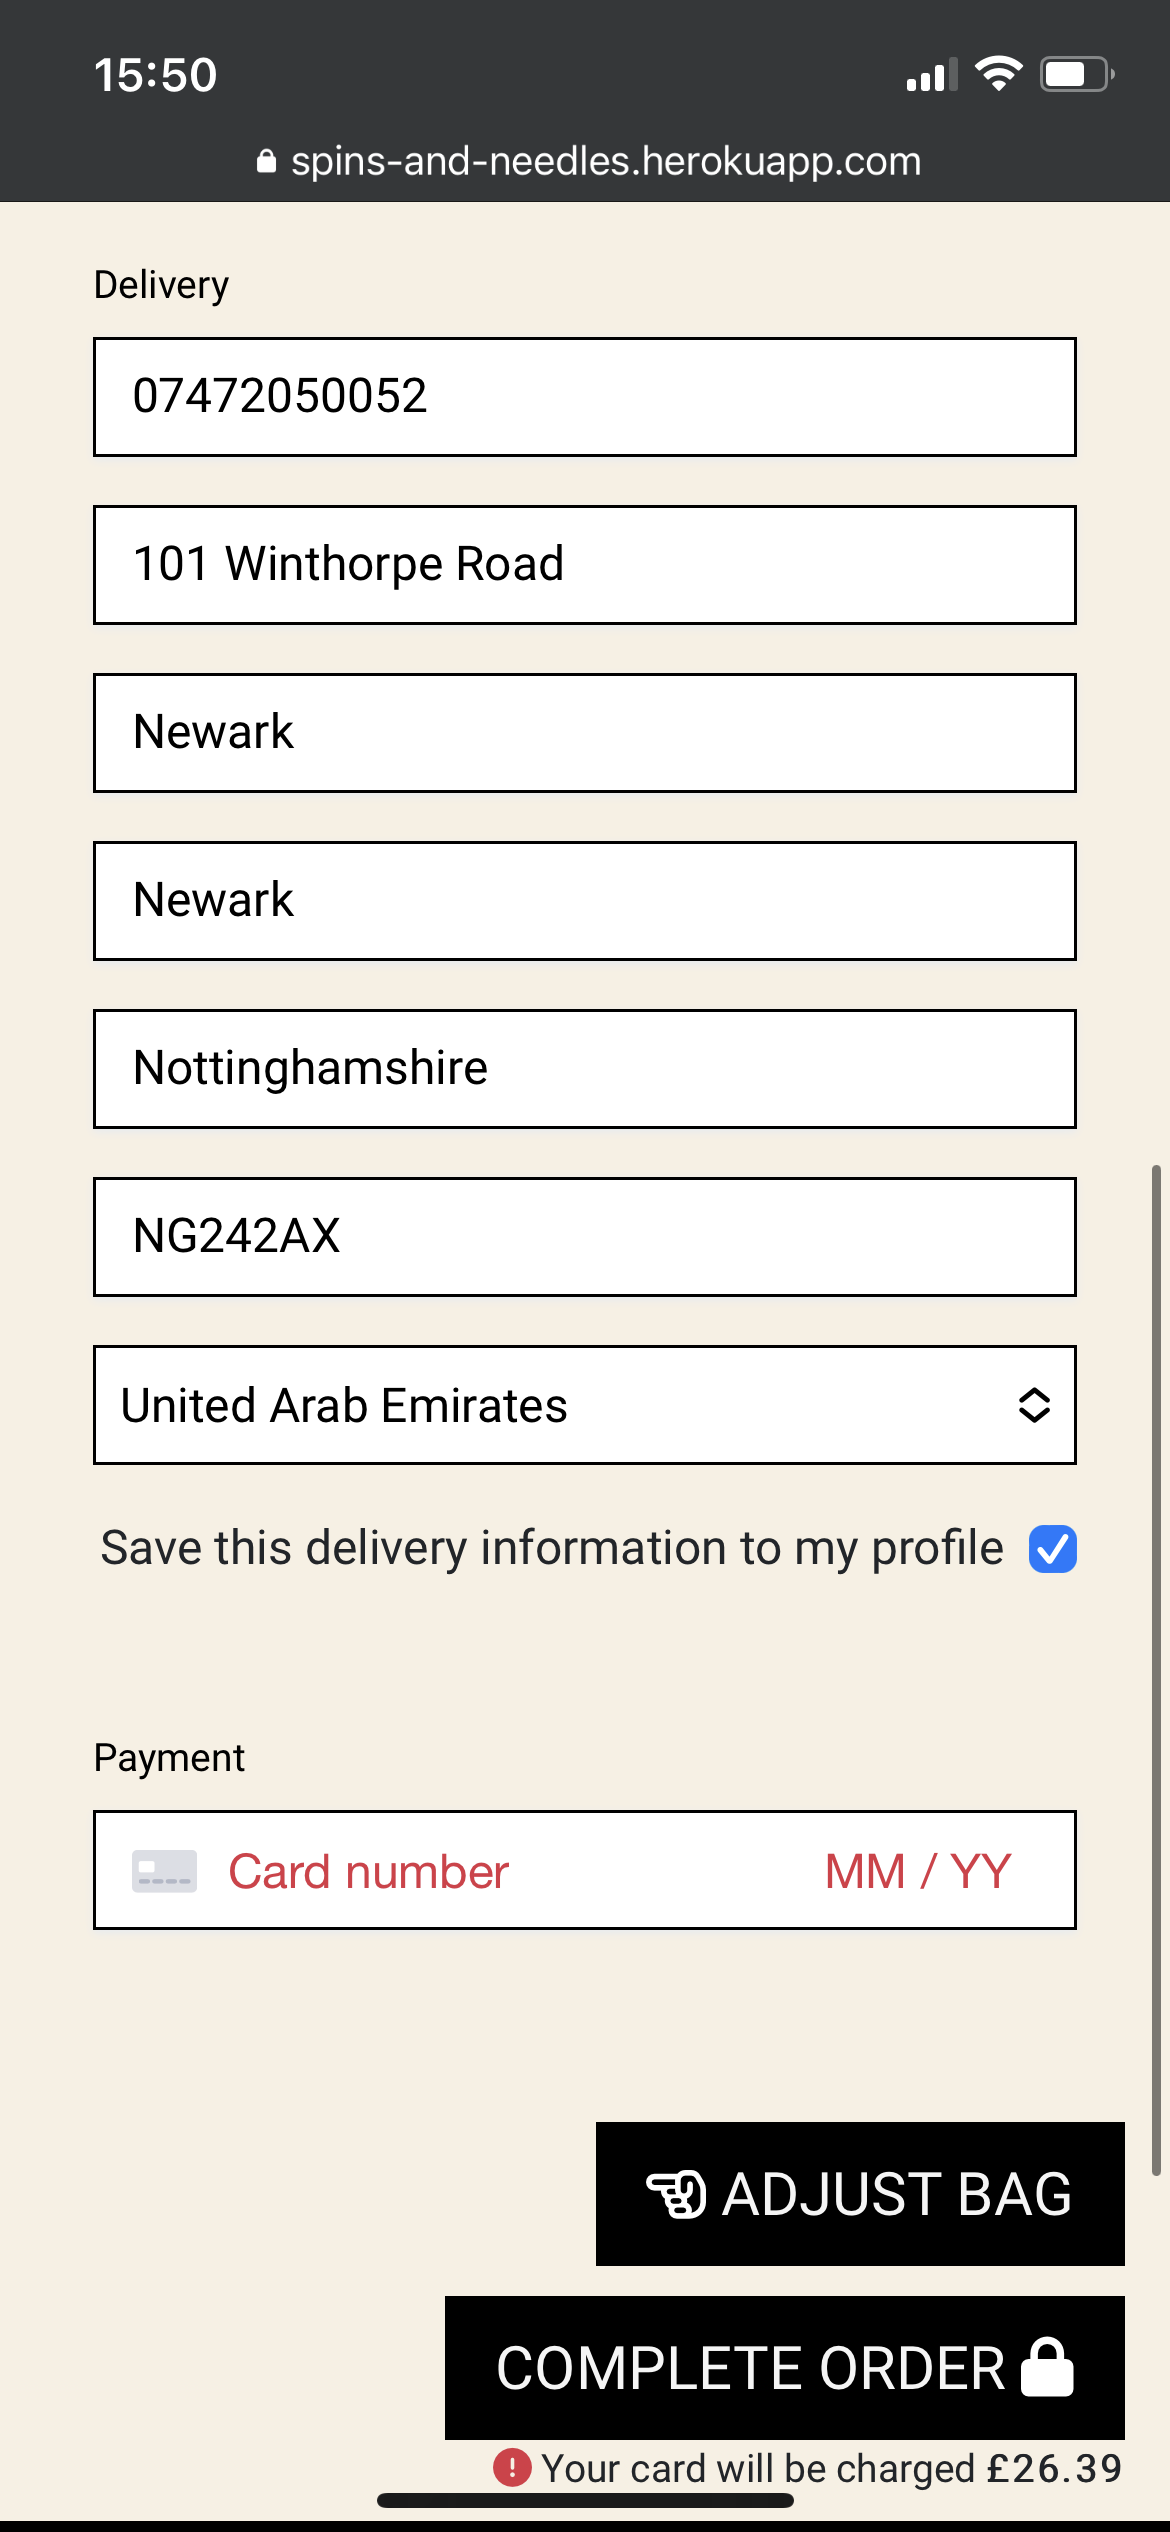 15:50
spins-and-needles.herokuapp.com
Delivery
07472050052
101 Winthorpe Road
Newark
Newark
Nottinghamshire
NG242AX
United Arab Emirates
Save this delivery information to my profile
Payment
Card number MM / YY
ADJUST BAG
COMPLETE ORDER
Your card will be charged £26.39